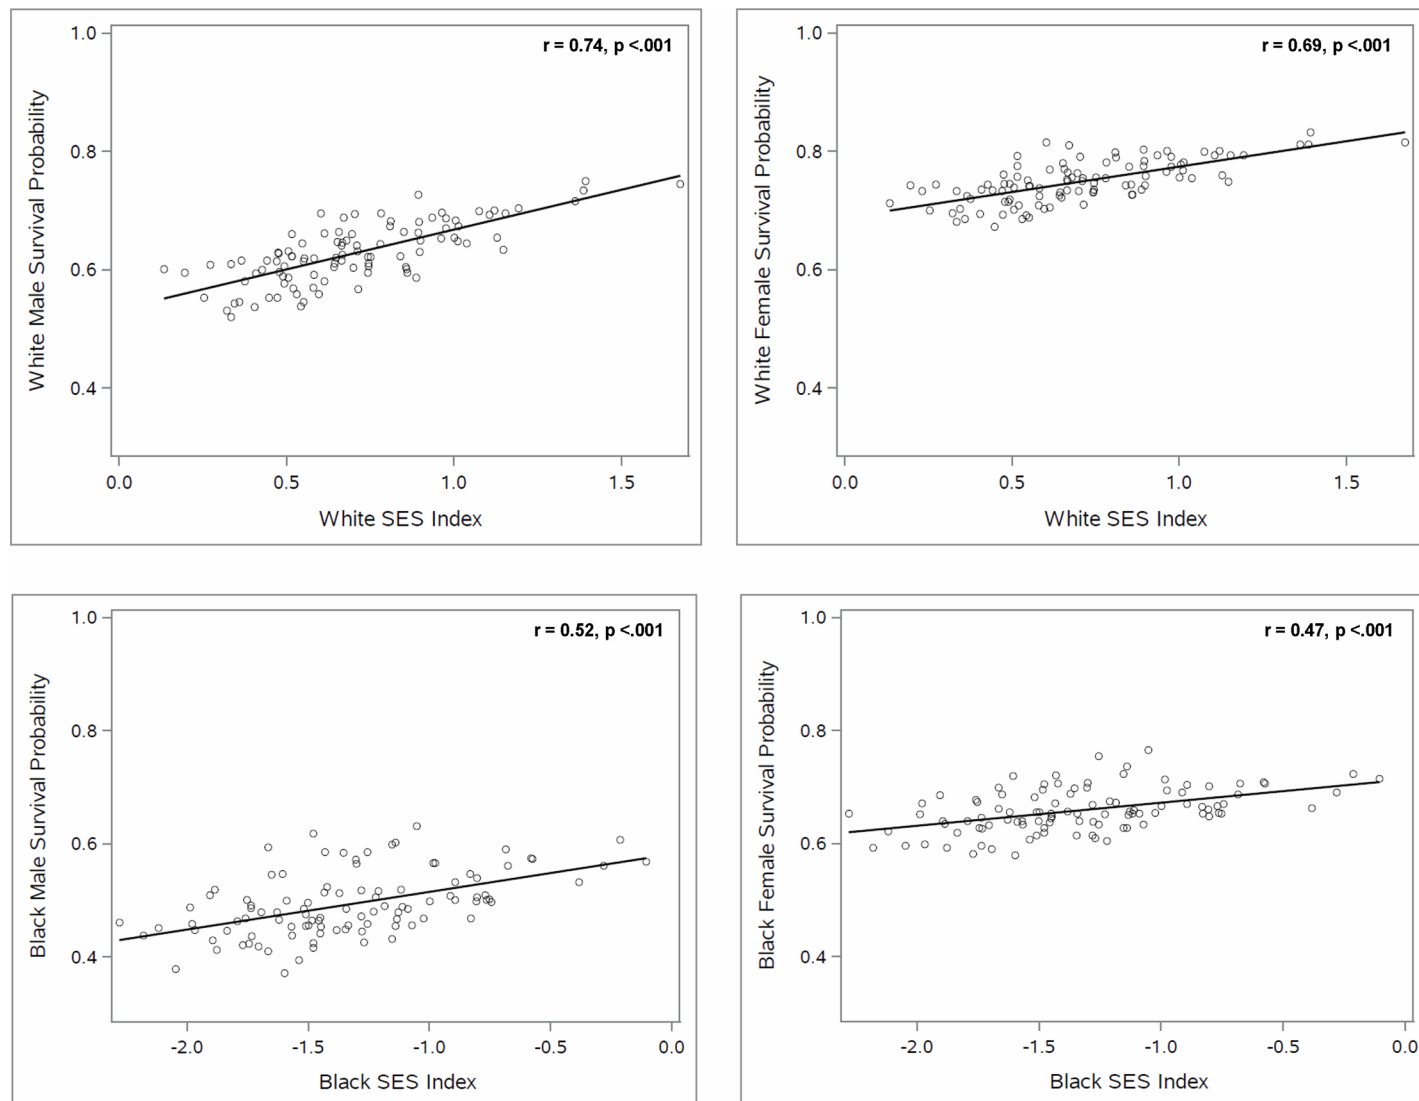 r = 0.74, p <.001
White Male Survival Probability
1.0
0.8
0.6
0.4
0.0 0.5 1.0 1.5
White SES Index
r = 0.69, p <.001
White Female Survival Probability
1.0
0.8
0.6
0.4
0.0 0.5 1.0 1.5
White SES Index
r = 0.52, p <.001
Black Male Survival Probability
1.0
0.8
0.6
0.4
-2.0 -1.5 -1.0 -0.5 0.0
Black SES Index
r = 0.47, p <.001
Black Female Survival Probability
1.0
0.8
0.6
0.4
-2.0 -1.5 -1.0 -0.5 0.0
Black SES Index